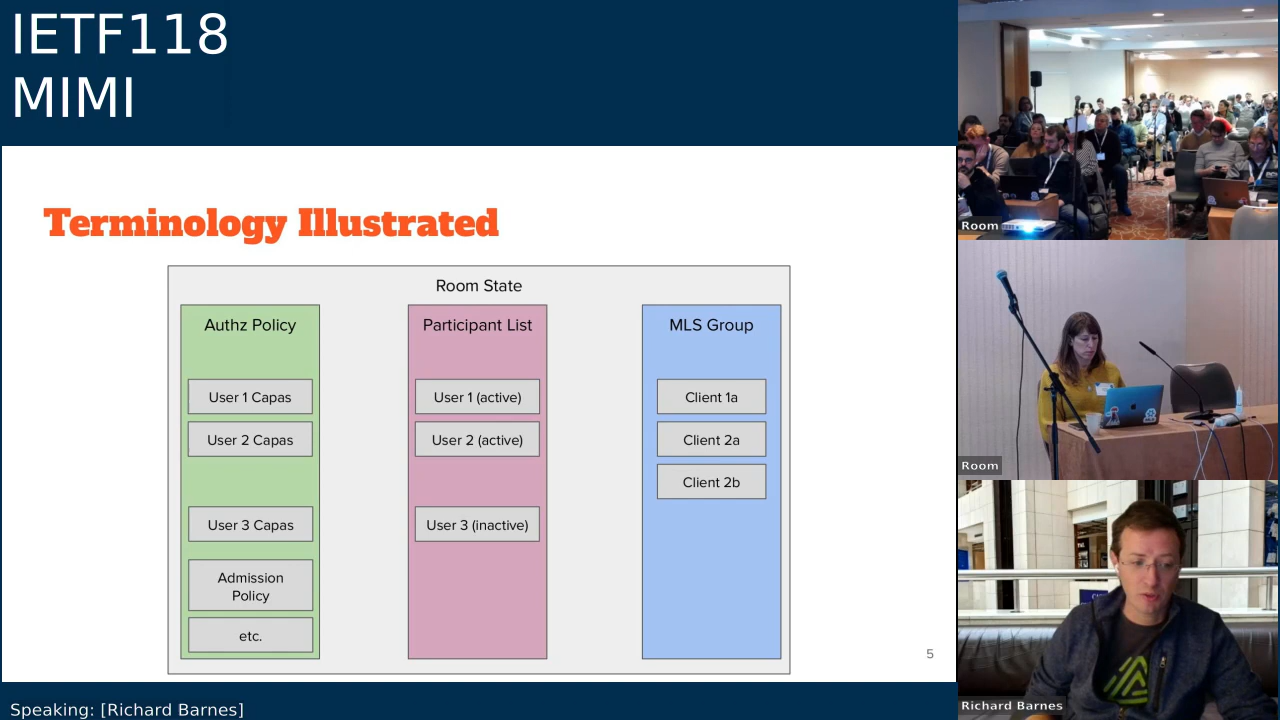 IETF118
MIMI
Terminology Illustrated
Room State
Authz Policy
Participant List
MLS Group
User 1 Capas
User 1 (active)
Client 1a
User 2 Capas
User 2 (active)
Client 2a
Client 2b
User 3 Capas
User 3 (inactive)
Admission
Policy
etc.
5
Speaking: [Richard Barnes]
Room
Room
Richard Barnes